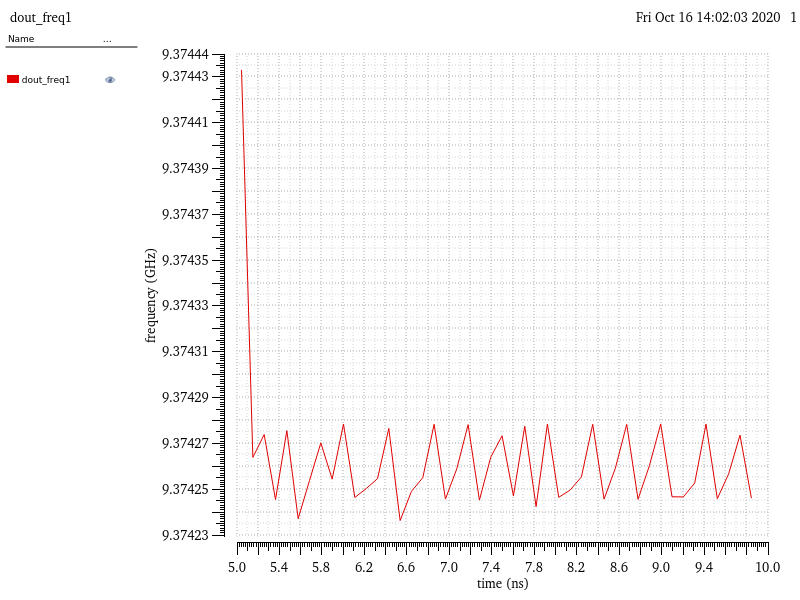 dout_freq1
Fri Oct 16 14:02:03 2020 1
Name ...
dout_freq1
9.37444
9.37443
9.37441
9.37439
9.37437
9.37435
9.37433
9.37431
9.37429
9.37427
9.37425
9.37423
frequency (GHz)
5.0 5.4 5.8 6.2 6.6 7.0 7.4 7.8 8.2 8.6 9.0 9.4 10.0
time (ns)